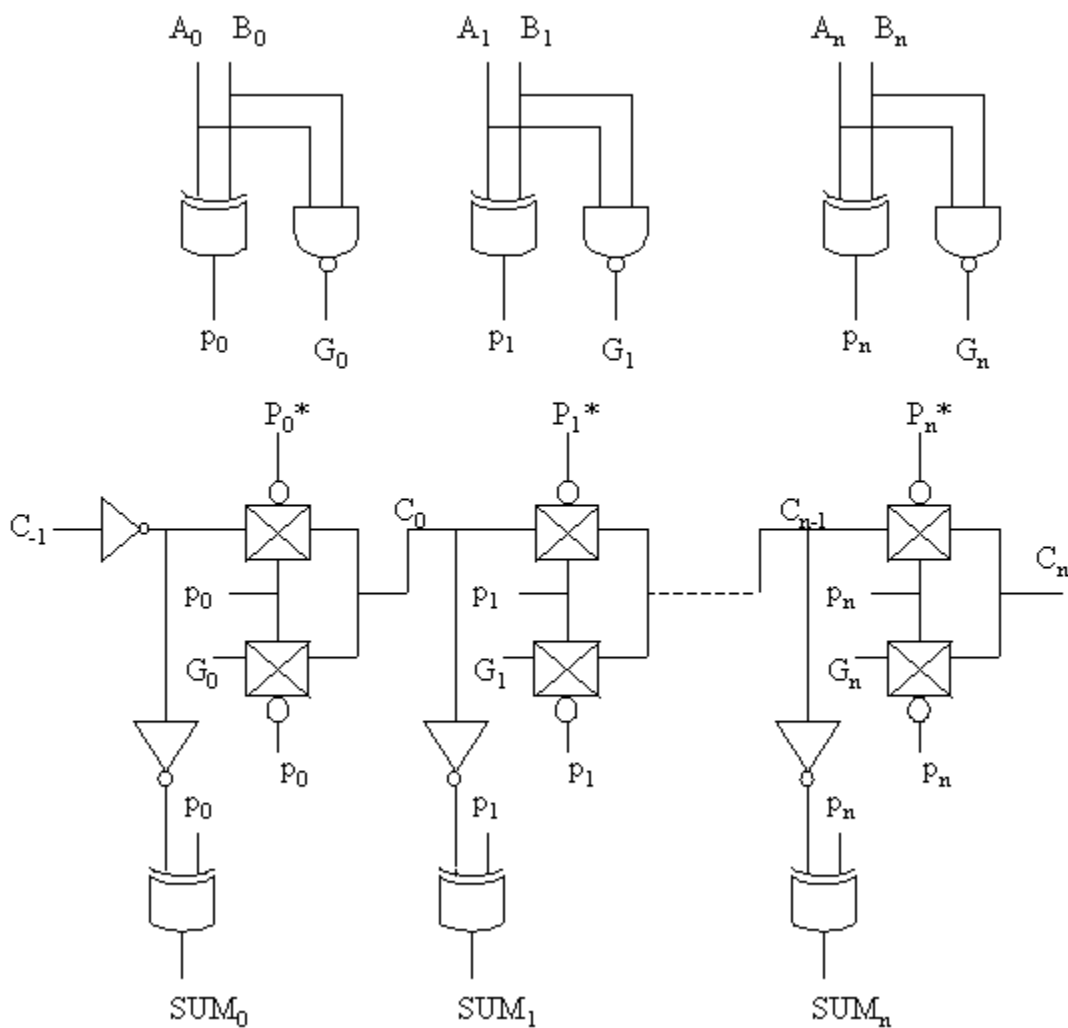 A0 B0 A1 B1 An Bn
p0 G0 p1 G1 pn Gn
P0* P1* Pn*
C-1 C0 Cn-1 Cn
p0 p1 pn
G0 G1 Gn
p0 p1 pn
p0 p1 pn
SUM0 SUM1 SUMn